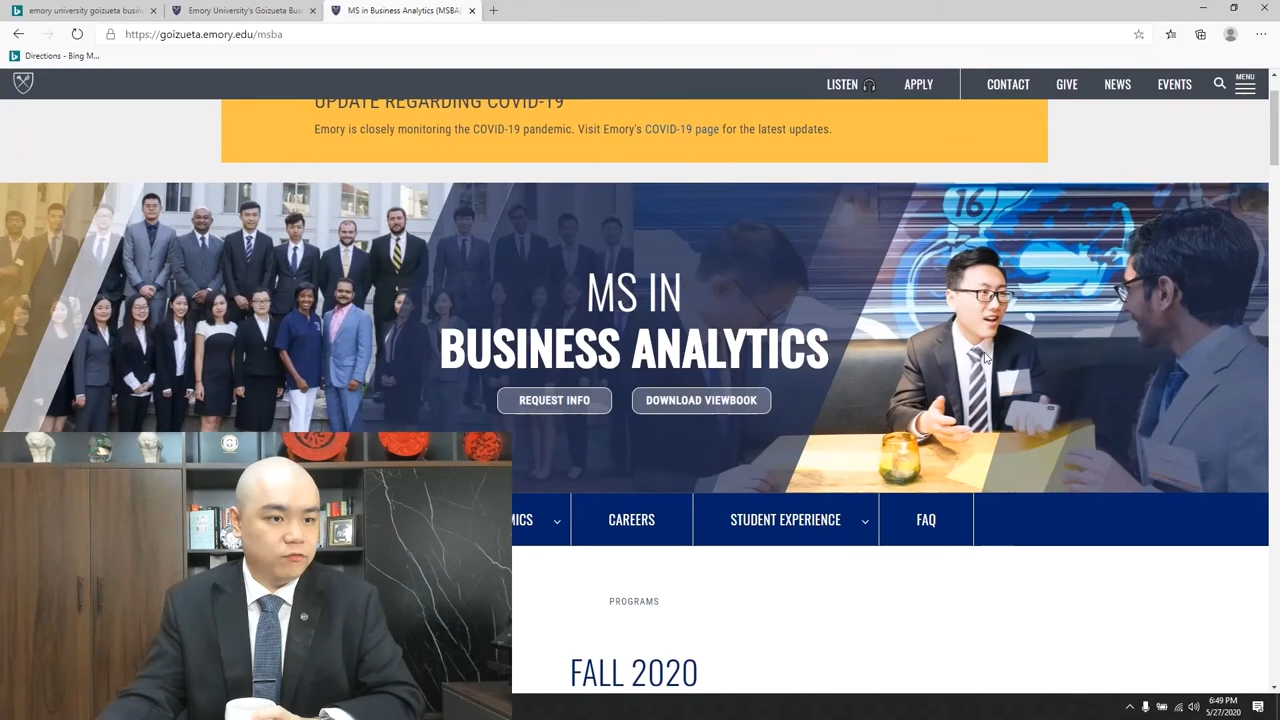 emory university goizueta busin
Emory University's Goizueta Bus
MS in Business Analytics (MSBA)
https://goizueta.emory.edu/msba
Directions - Bing M...
LISTEN
APPLY
CONTACT
GIVE
NEWS
EVENTS
MENU
UPDATE REGARDING COVID-19
Emory is closely monitoring the COVID-19 pandemic. Visit Emory's COVID-19 page for the latest updates.
16
MS IN
BUSINESS ANALYTICS
REQUEST INFO
DOWNLOAD VIEWBOOK
MICS
CAREERS
STUDENT EXPERIENCE
FAQ
PROGRAMS
FALL 2020
6:49 PM
5/27/2020